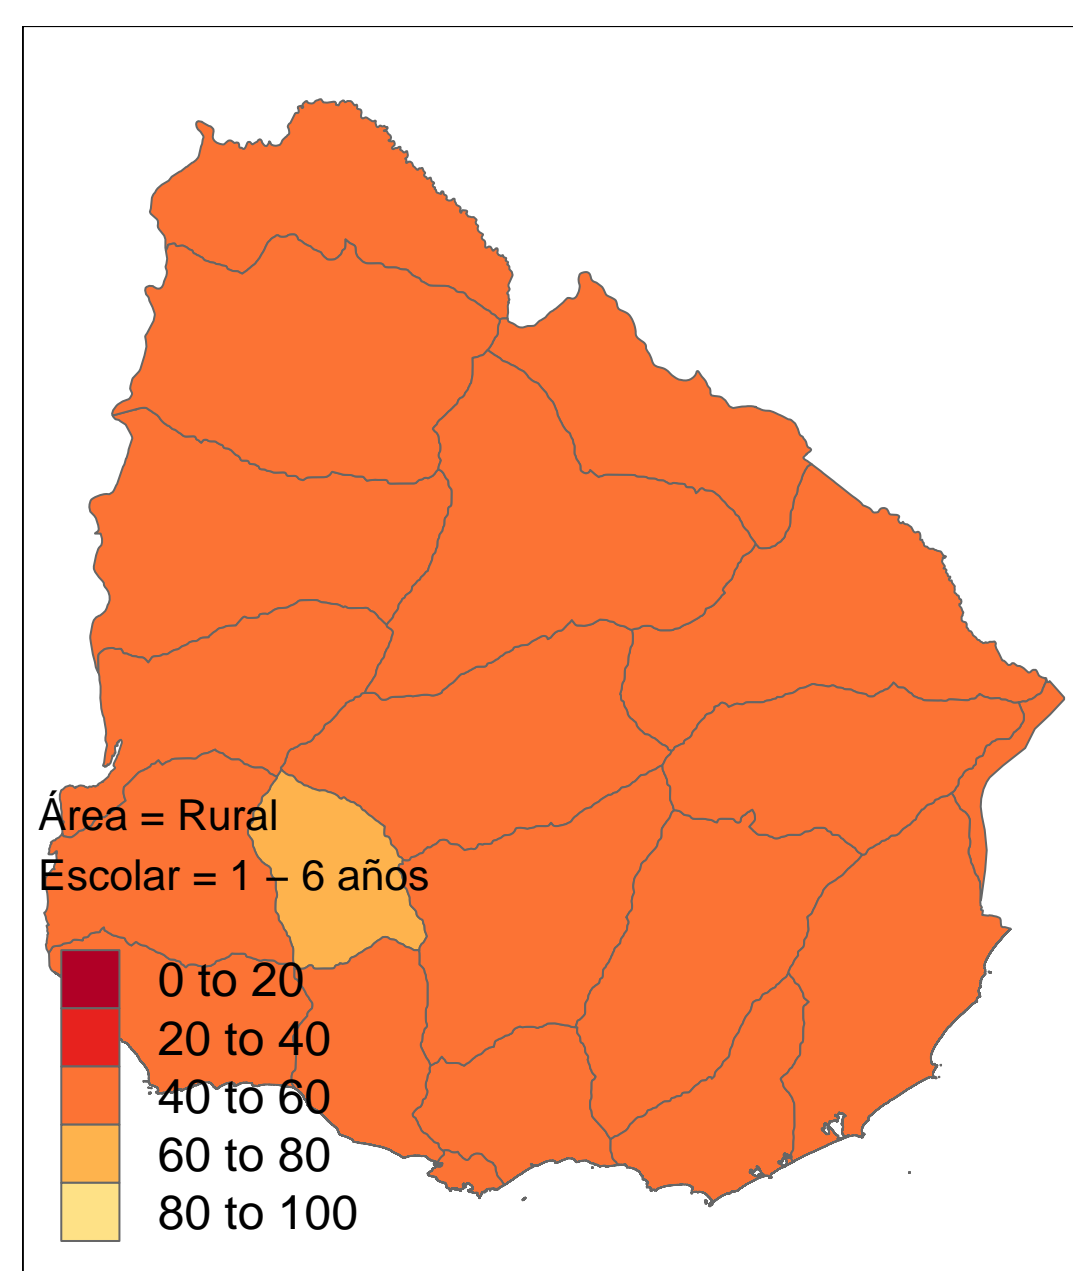 Área = Rural
Escolar = 1 – 6 años
0 to 20
20 to 40
40 to 60
60 to 80
80 to 100